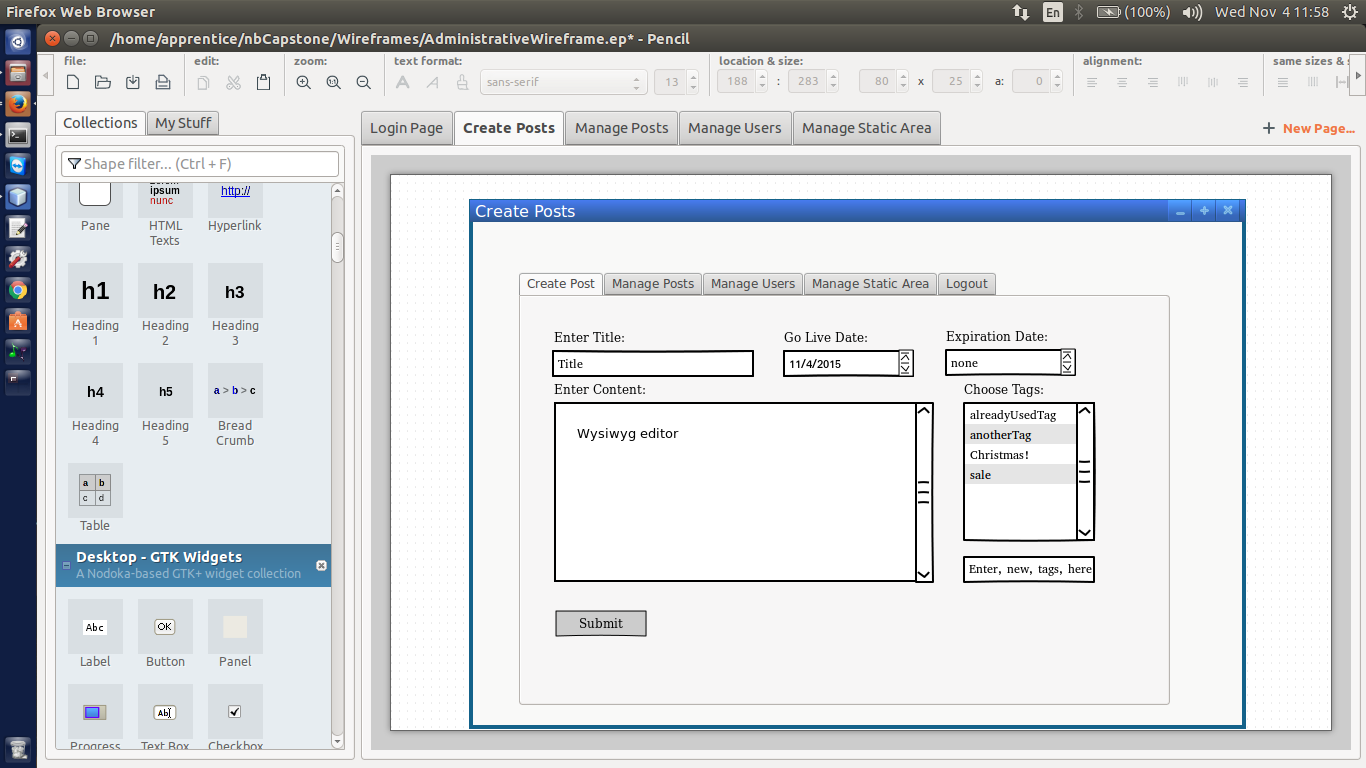 Firefox Web Browser
En
(100%)
Wed Nov 4 11:58
/home/apprentice/nbCapstone/Wireframes/AdministrativeWireframe.ep* - Pencil
file:
edit:
zoom:
text format:
location & size:
alignment:
same sizes & s
1:1
A
A
sans-serif
13
188
:
283
80
x
25
a:
0
Collections
My Stuff
Login Page
Create Posts
Manage Posts
Manage Users
Manage Static Area
New Page...
Shape filter... (Ctrl + F)
ipsum
nunc
http://
Pane
HTML
Texts
Hyperlink
h1
h2
h3
Heading
1
Heading
2
Heading
3
h4
h5
a > b > c
Heading
4
Heading
5
Bread
Crumb
a b
c d
Table
Desktop - GTK Widgets
A Nodoka-based GTK+ widget collection
Abc
OK
Label
Button
Panel
Abc
Progress
Text Box
Checkbox
Create Posts
Create Post
Manage Posts
Manage Users
Manage Static Area
Logout
Enter Title:
Go Live Date:
Expiration Date:
Title
11/4/2015
none
Enter Content:
Choose Tags:
Wysiwyg editor
alreadyUsedTag
anotherTag
Christmas!
sale
Enter, new, tags, here
Submit